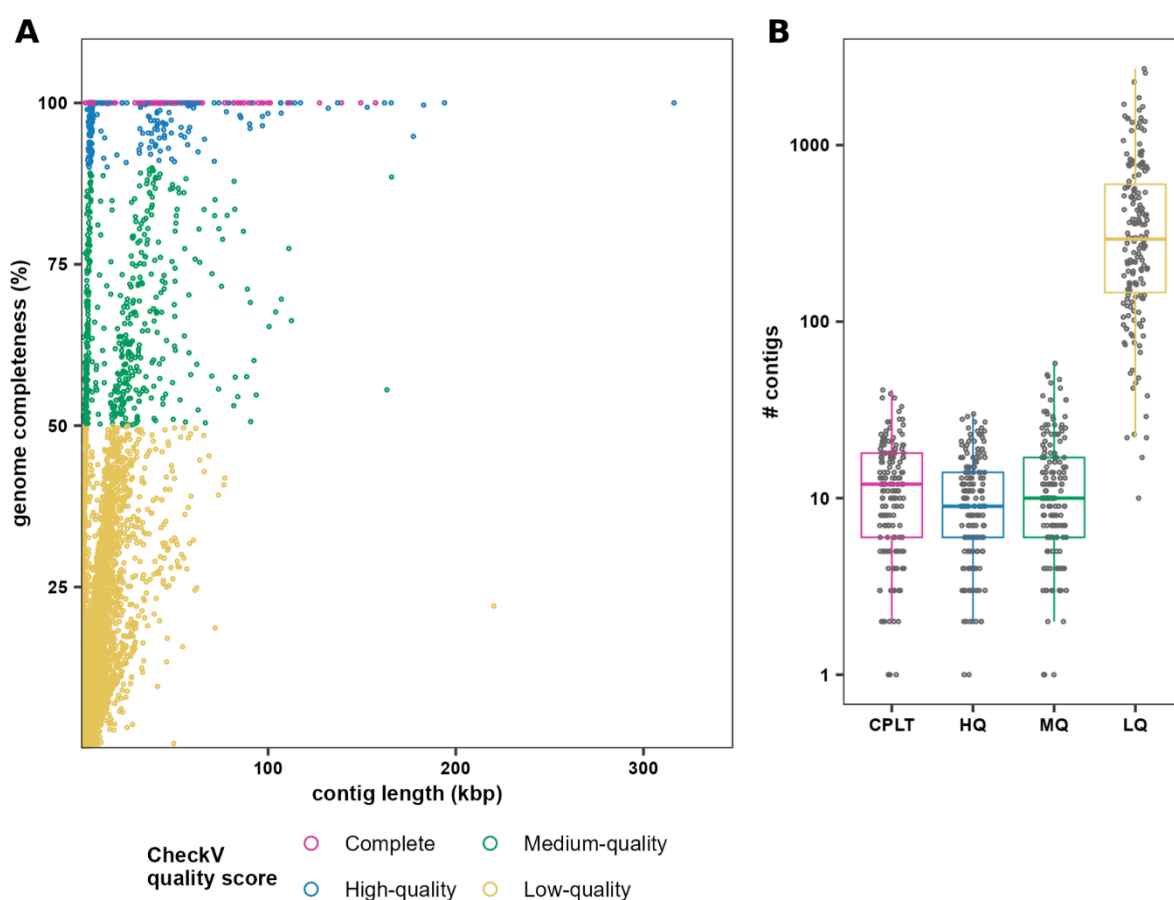 A
B
genome completeness (%)
100
75
50
25
100
200
300
contig length (kbp)
# contigs
1000
100
10
1
CPLT
HQ
MQ
LQ
CheckV
quality score
Complete
Medium-quality
High-quality
Low-quality